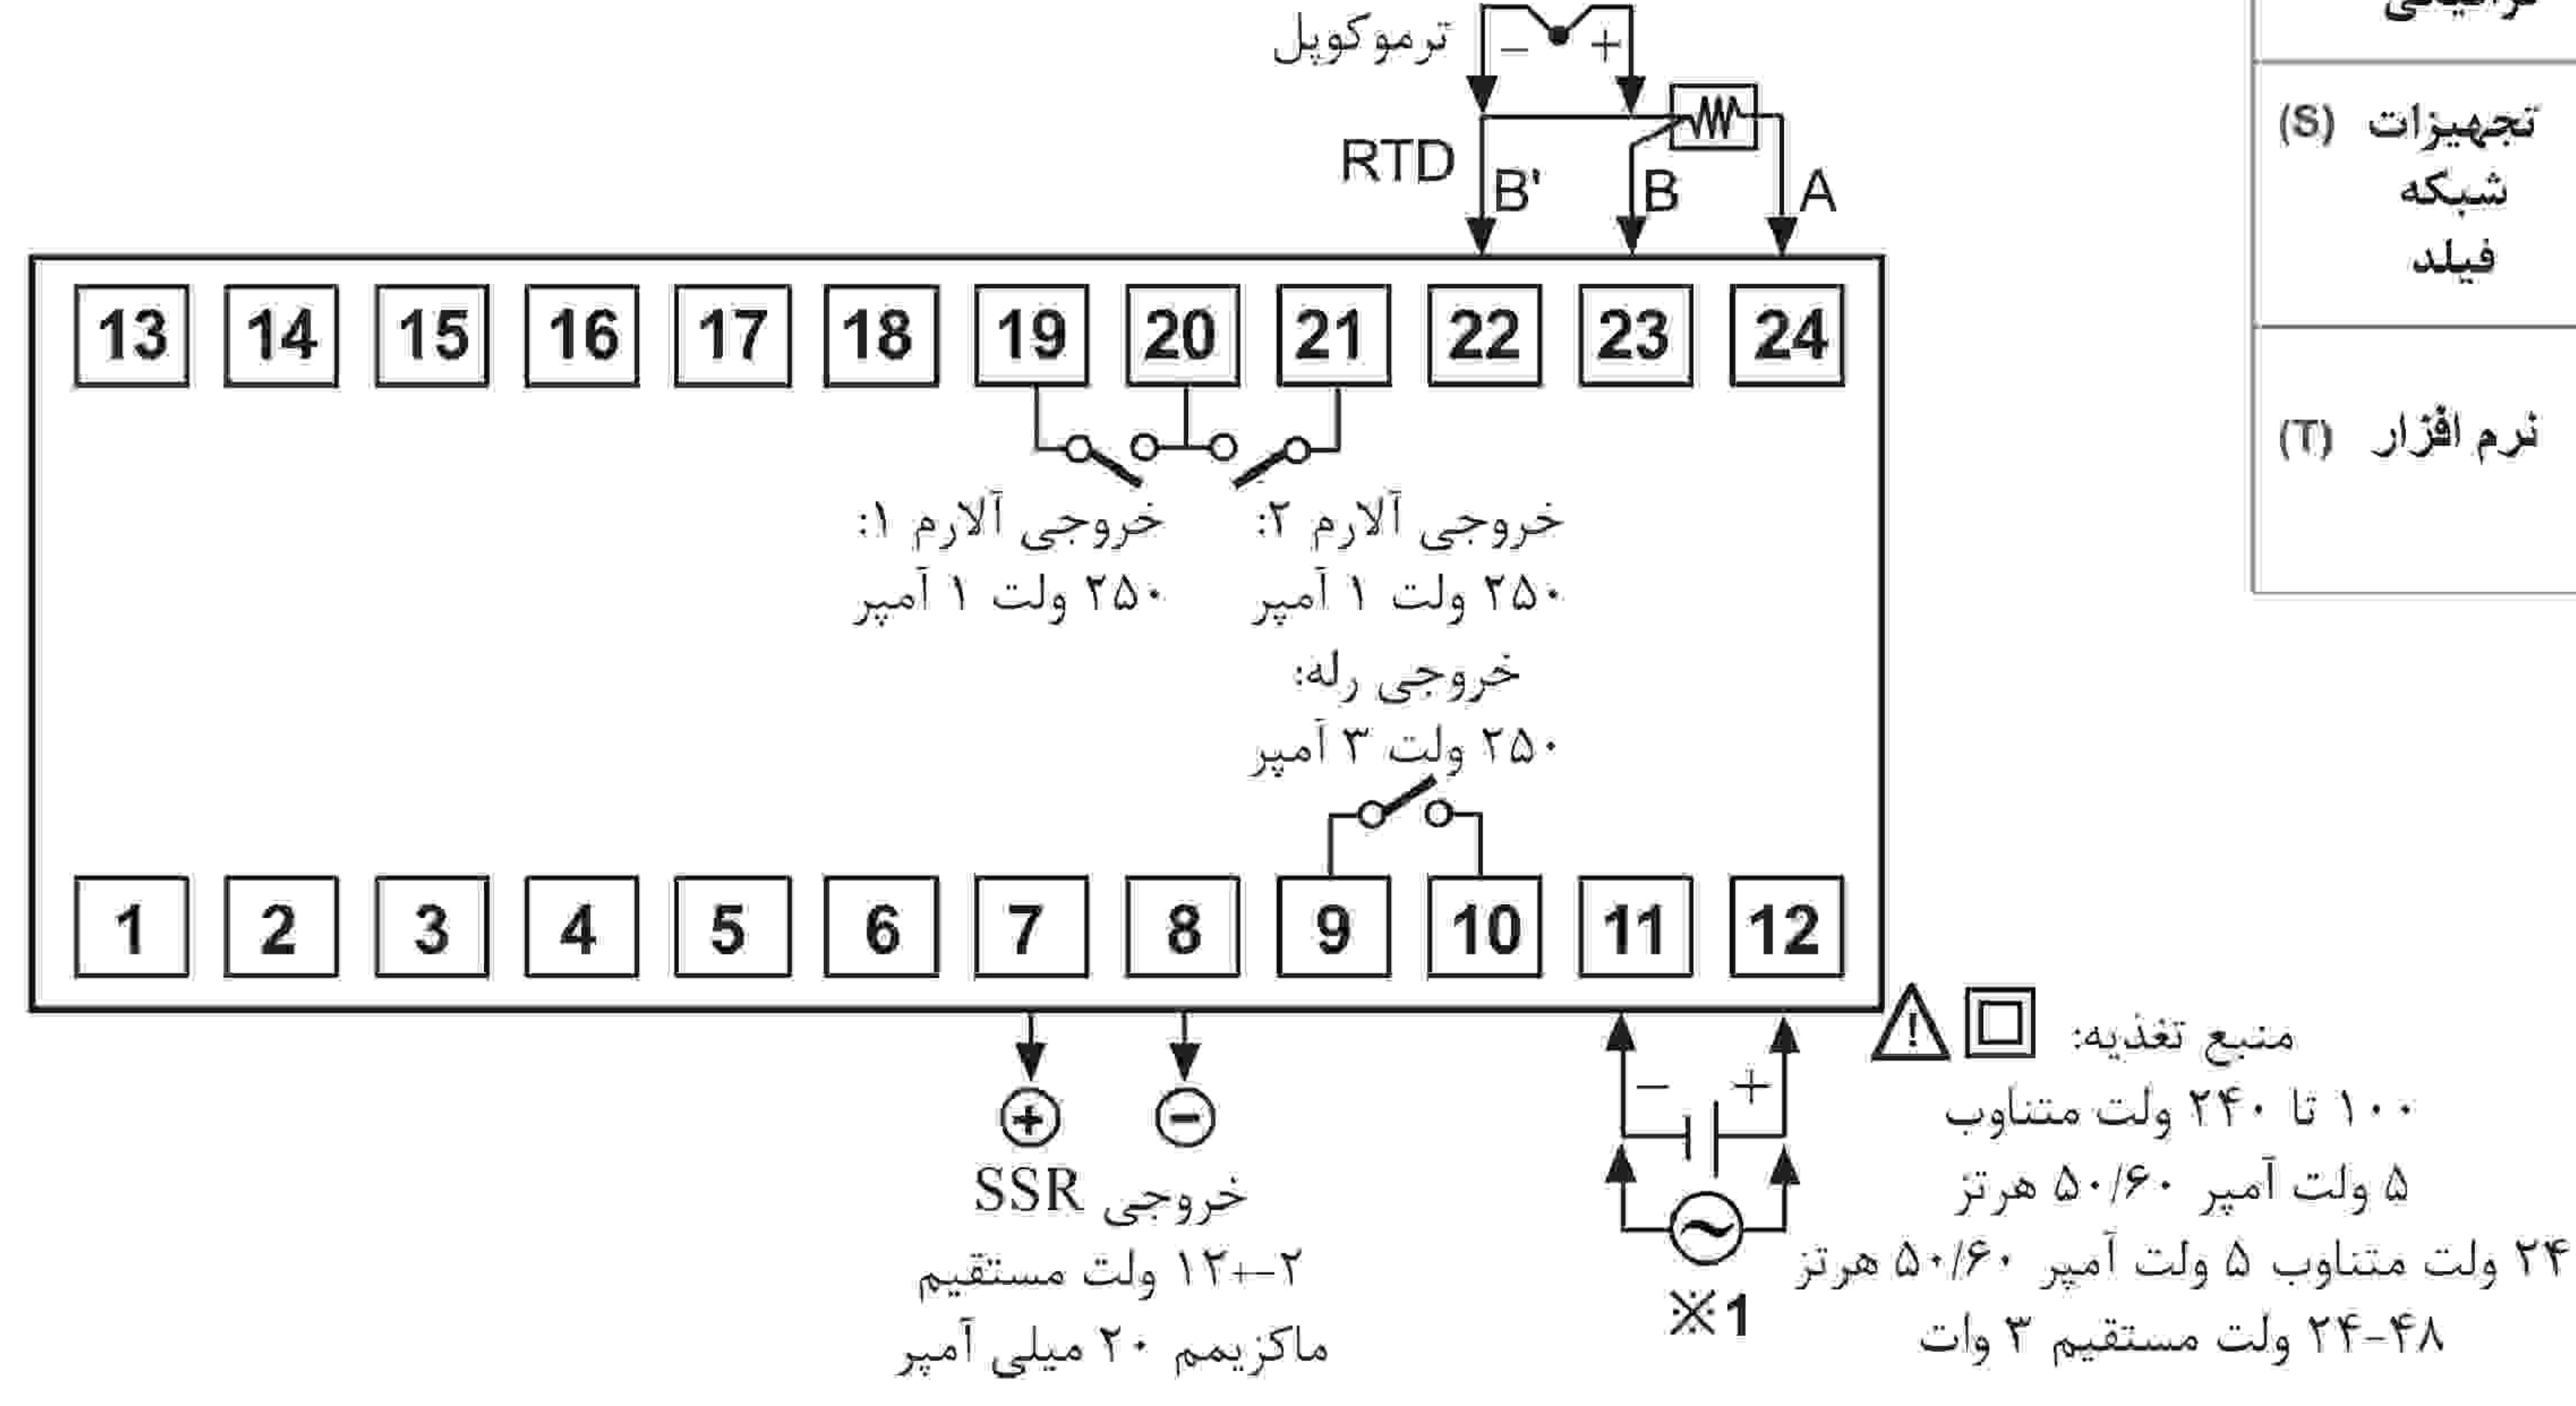 ترموکوپل
− +
RTD
B' B A
13 14 15 16 17 18 19 20 21 22 23 24
خروجی آلارم ۱:
۲۵۰ ولت ۱ آمپر
خروجی آلارم ۲:
۲۵۰ ولت ۱ آمپر
خروجی رله:
۲۵۰ ولت ۳ آمپر
1 2 3 4 5 6 7 8 9 10 11 12
+ −
خروجی SSR
۱۲+−۲ ولت مستقیم
ماکزیمم ۲۰ میلی آمپر
− +
※1
!
منبع تغذیه:
۱۰۰ تا ۲۴۰ ولت متناوب
۵ ولت آمپر ۵۰/۶۰ هرتز
۲۴ ولت متناوب ۵ ولت آمپر ۵۰/۶۰ هرتز
۲۴-۴۸ ولت مستقیم ۳ وات
(S) تجهیزات
شبکه
فیلد
(T) نرم افزار